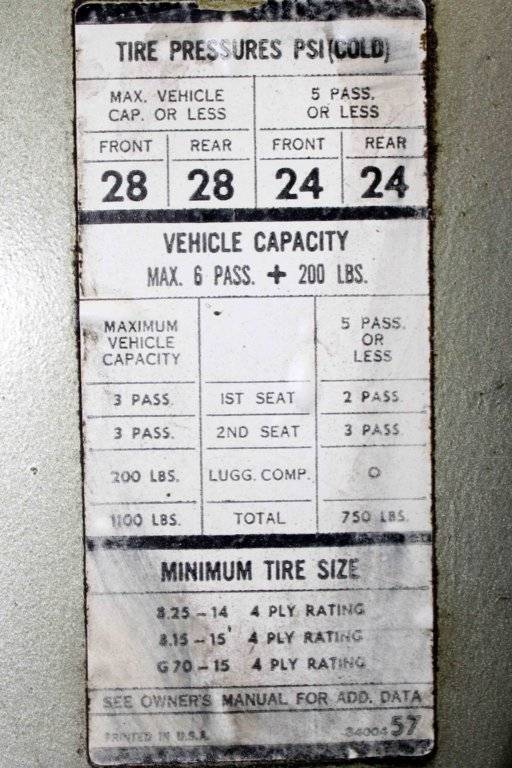 TIRE PRESSURES PSI (COLD)
MAX. VEHICLE CAP. OR LESS
5 PASS. OR LESS
FRONT REAR FRONT REAR
28 28 24 24
VEHICLE CAPACITY
MAX. 6 PASS. + 200 LBS.
MAXIMUM VEHICLE CAPACITY
5 PASS. OR LESS
3 PASS. 1ST SEAT 2 PASS.
3 PASS. 2ND SEAT 3 PASS.
200 LBS. LUGG. COMP. 0
1100 LBS. TOTAL 750 LBS.
MINIMUM TIRE SIZE
8.25-14 4 PLY RATING
8.15-15 4 PLY RATING
G70-15 4 PLY RATING
SEE OWNER'S MANUAL FOR ADD. DATA
PRINTED IN U.S.A. 34004 57